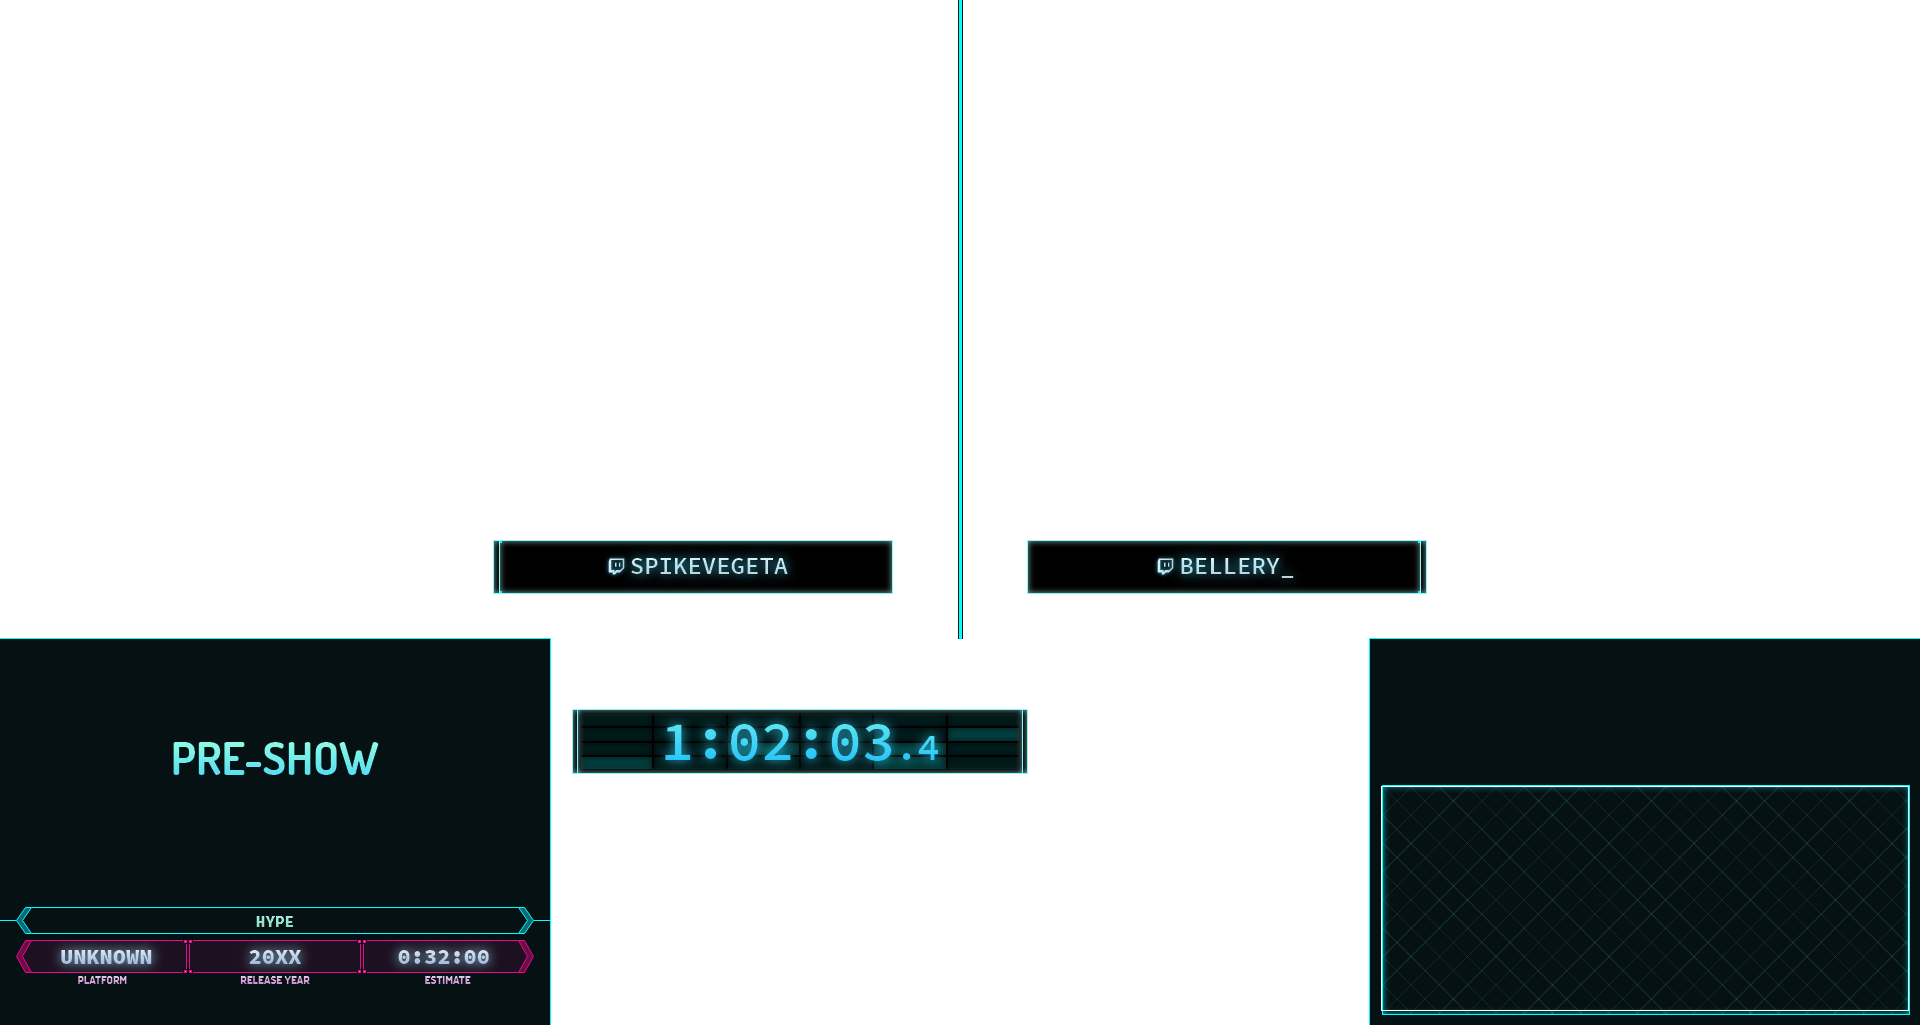 SPIKEVEGETA
BELLERY_
1:02:03.4
PRE-SHOW
HYPE
UNKNOWN 20XX 0:32:00
PLATFORM RELEASE YEAR ESTIMATE